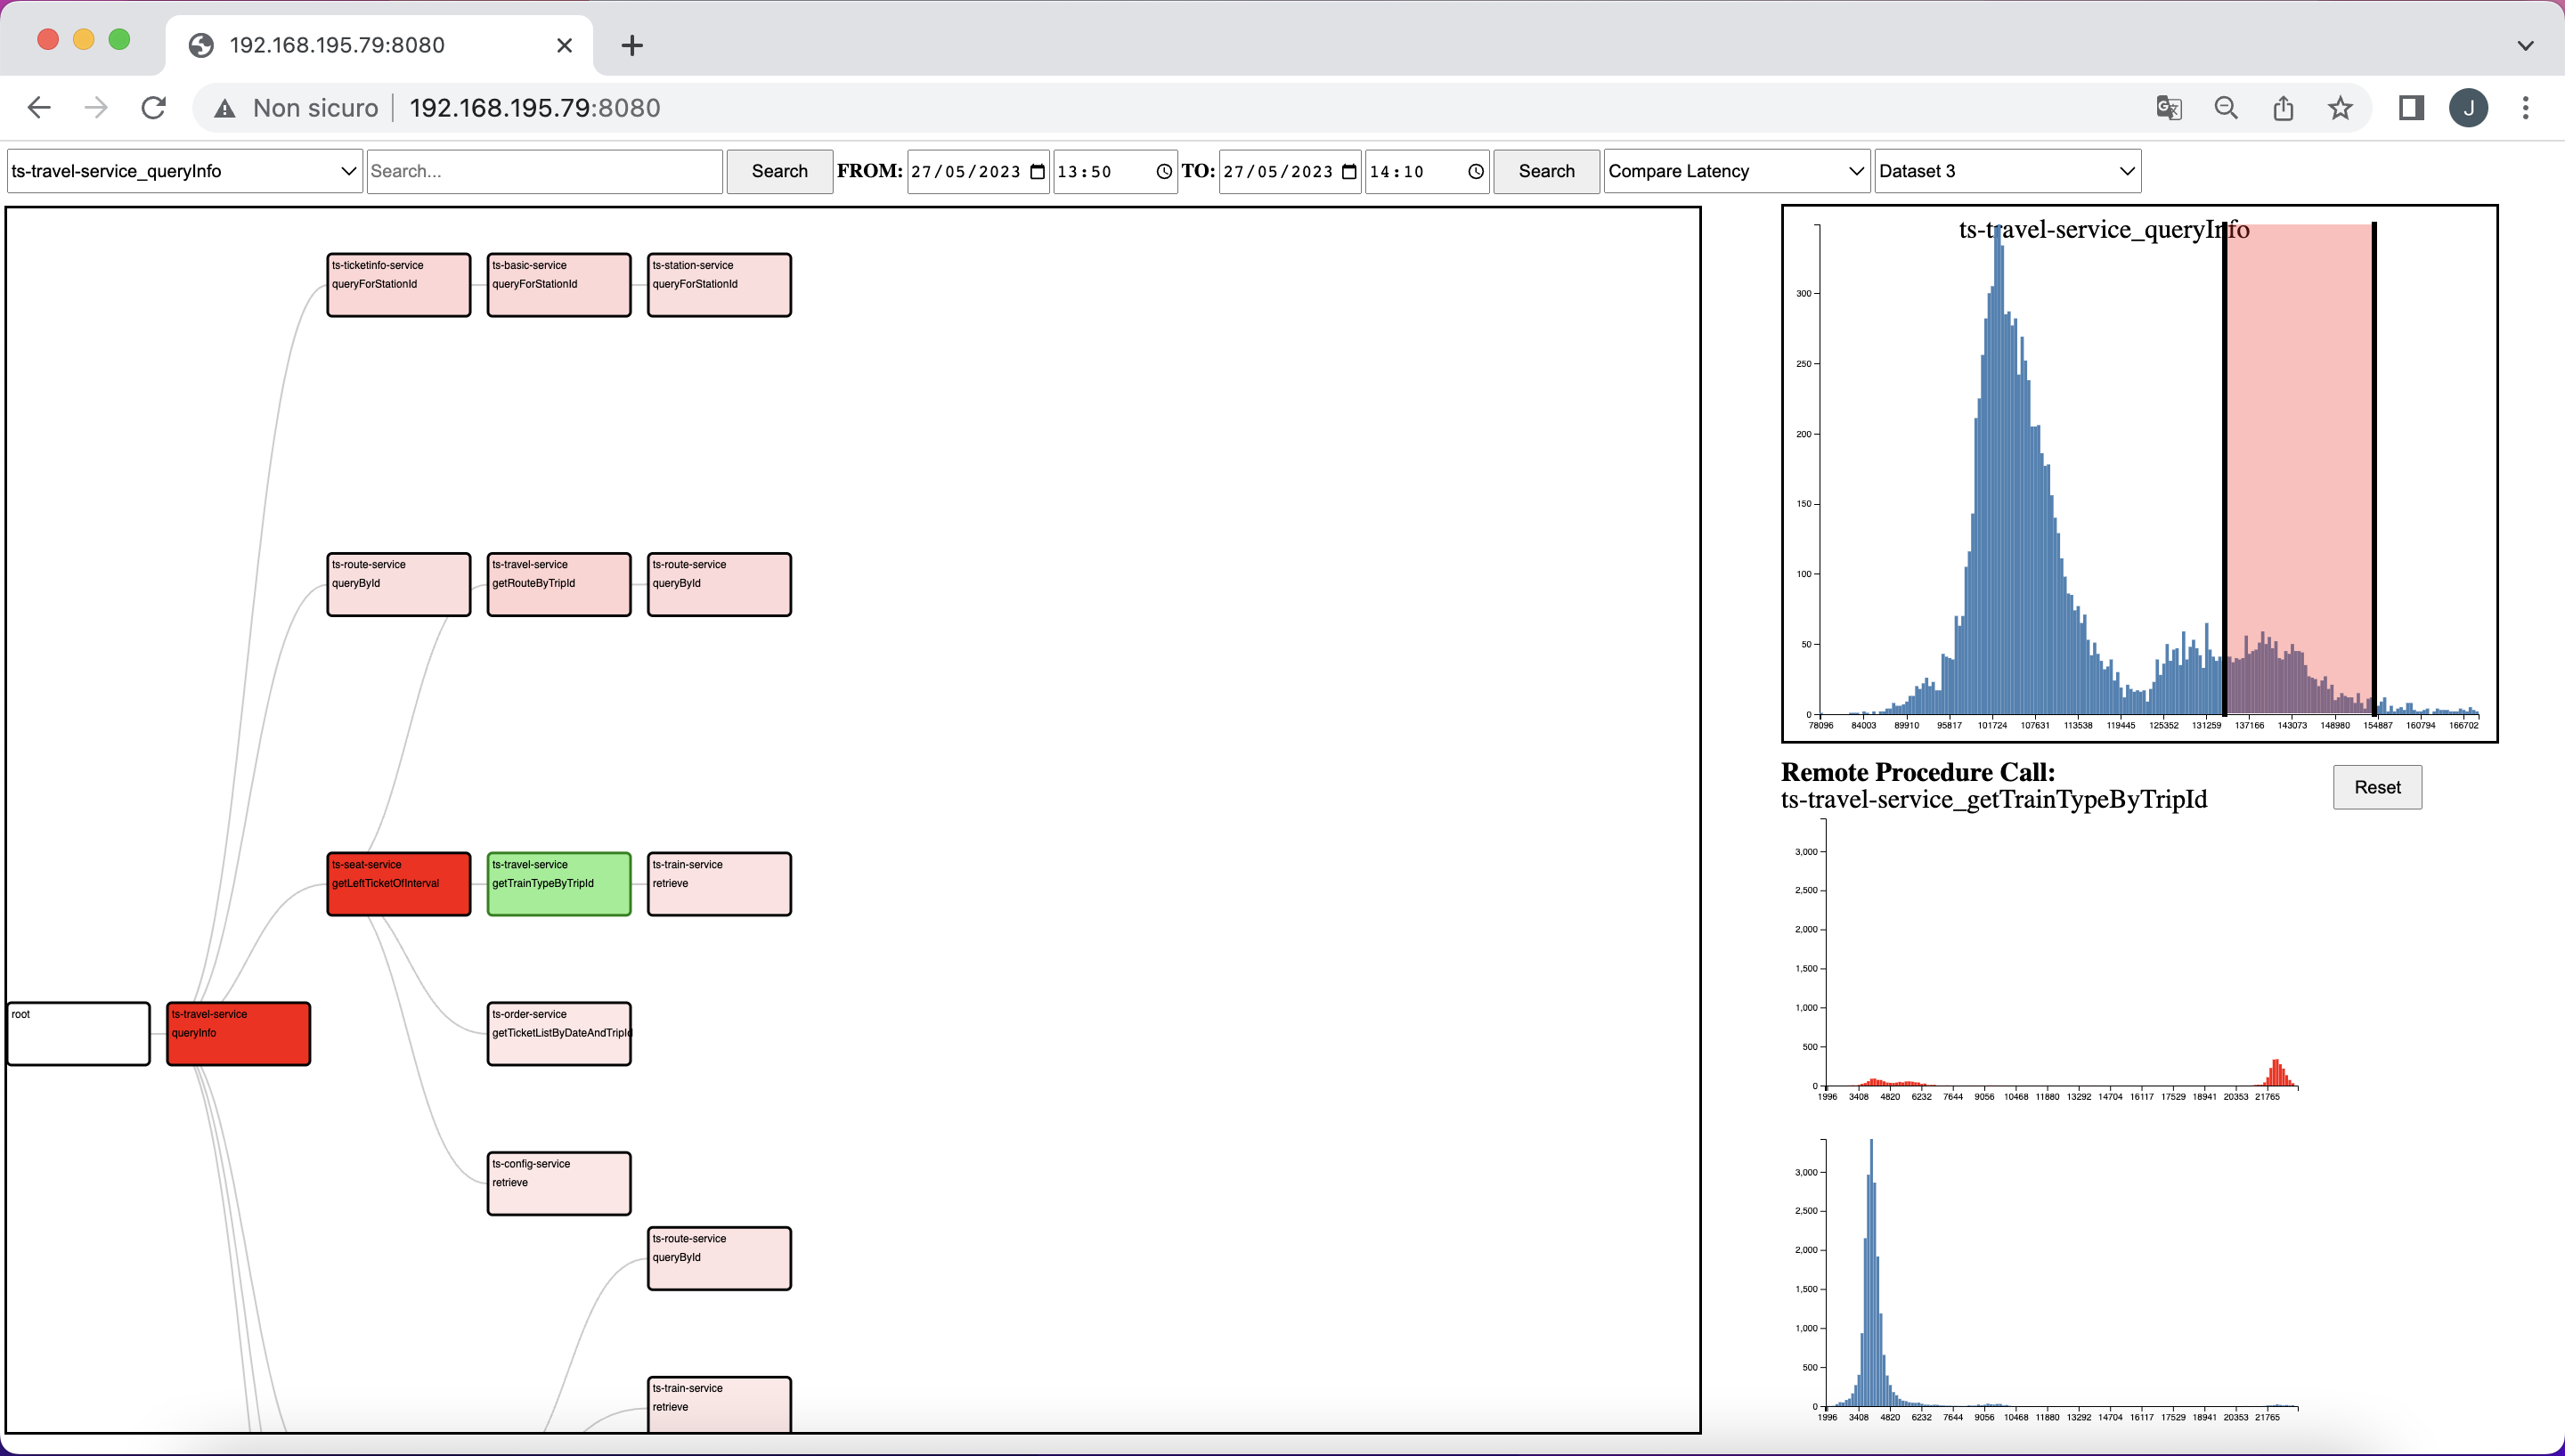 192.168.195.79:8080
Non sicuro 192.168.195.79:8080 J
ts-travel-service_queryInfo Search... Search FROM: 27/05/2023 13:50 TO: 27/05/2023 14:10 Search Compare Latency Dataset 3
ts-ticketinfo-service
queryForStationId
ts-basic-service
queryForStationId
ts-station-service
queryForStationId
ts-route-service
queryById
ts-travel-service
getRouteByTripId
ts-route-service
queryById
ts-seat-service
getLeftTicketOfInterval
ts-travel-service
getTrainTypeByTripId
ts-train-service
retrieve
root
ts-travel-service
queryInfo
ts-order-service
getTicketListByDateAndTripId
ts-config-service
retrieve
ts-route-service
queryById
ts-train-service
retrieve
ts-travel-service_queryInfo
300
250
200
150
100
50
0
78096 84003 89910 95817 101724 107631 113538 119445 125352 131259 137166 143073 148980 154887 160794 166702
Remote Procedure Call:
ts-travel-service_getTrainTypeByTripId
Reset
3,000
2,500
2,000
1,500
1,000
500
0
1996 3408 4820 6232 7644 9056 10468 11880 13292 14704 16117 17529 18941 20353 21765
3,000
2,500
2,000
1,500
1,000
500
0
1996 3408 4820 6232 7644 9056 10468 11880 13292 14704 16117 17529 18941 20353 21765